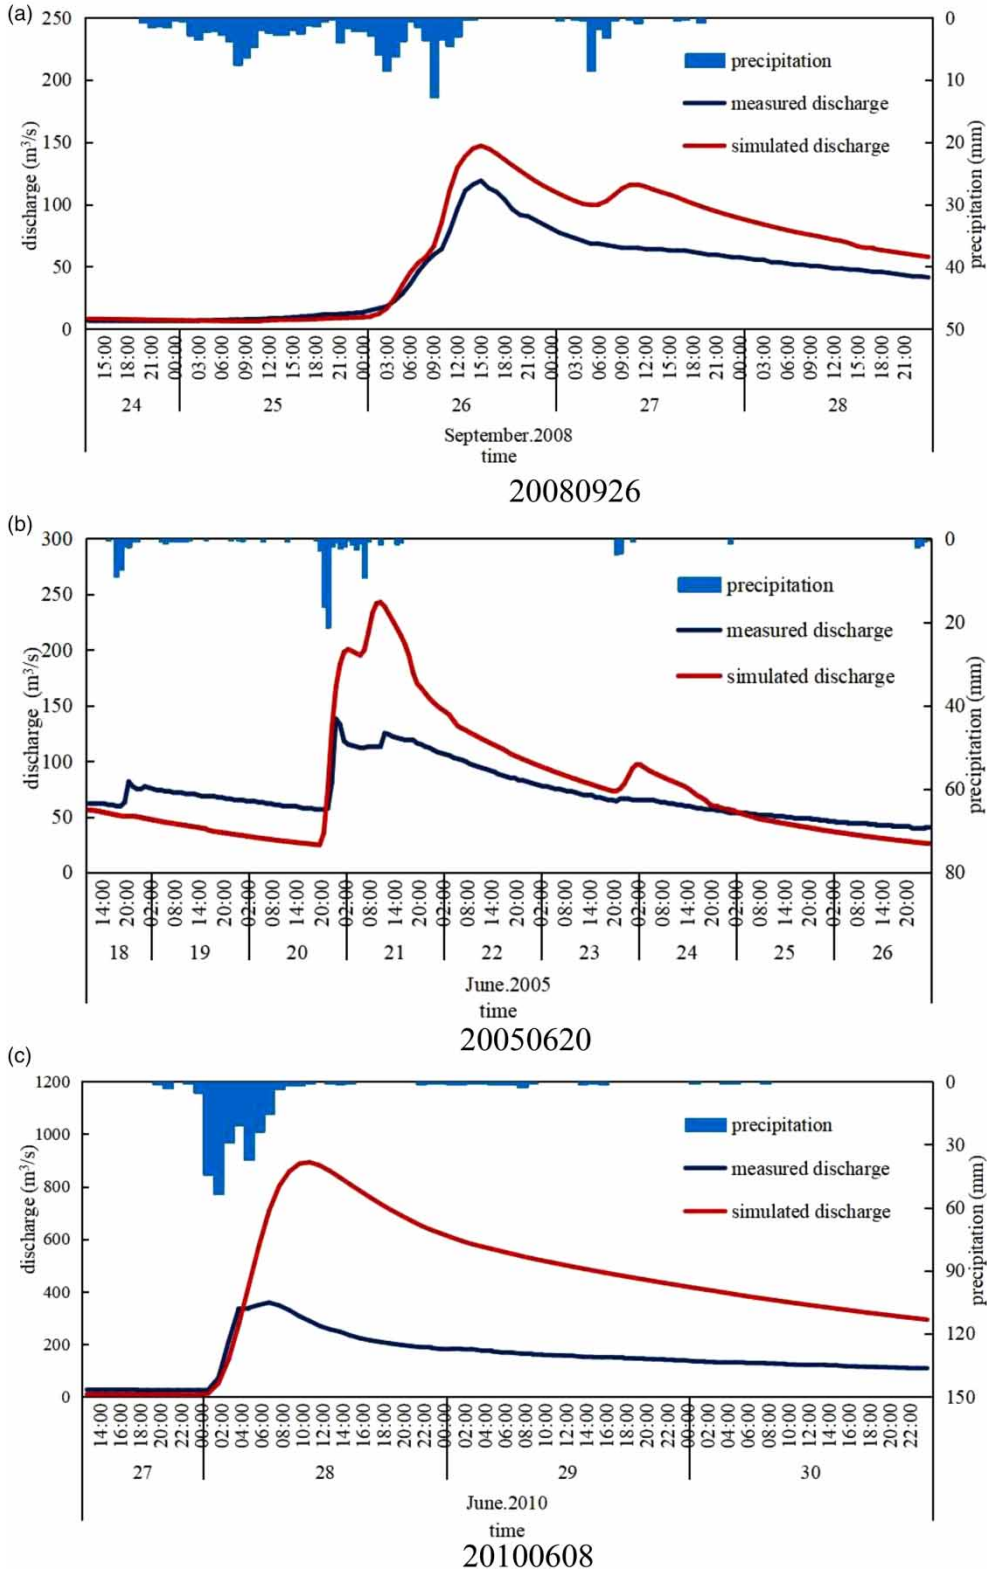 (a)
250
200
150
100
50
0
discharge (m³/s)
0
10
20
30
40
50
precipitation (mm)
precipitation
measured discharge
simulated discharge
15:00 18:00 21:00 00:00 03:00 06:00 09:00 12:00 15:00 18:00 21:00 00:00 03:00 06:00 09:00 12:00 15:00 18:00 21:00 00:00 03:00 06:00 09:00 12:00 15:00 18:00 21:00 00:00 03:00 06:00 09:00 12:00 15:00 18:00 21:00
24 25 26 27 28
September.2008
time
20080926
(b)
300
250
200
150
100
50
0
discharge (m³/s)
0
20
40
60
80
precipitation (mm)
precipitation
measured discharge
simulated discharge
14:00 20:00 02:00 08:00 14:00 20:00 02:00 08:00 14:00 20:00 02:00 08:00 14:00 20:00 02:00 08:00 14:00 20:00 02:00 08:00 14:00 20:00 02:00 08:00 14:00 20:00 02:00 08:00 14:00 20:00 02:00 08:00 14:00 20:00
18 19 20 21 22 23 24 25 26
June.2005
time
20050620
(c)
1200
1000
800
600
400
200
0
discharge (m³/s)
0
30
60
90
120
150
precipitation (mm)
precipitation
measured discharge
simulated discharge
14:00 16:00 18:00 20:00 22:00 00:00 02:00 04:00 06:00 08:00 10:00 12:00 14:00 16:00 18:00 20:00 22:00 00:00 02:00 04:00 06:00 08:00 10:00 12:00 14:00 16:00 18:00 20:00 22:00 00:00 02:00 04:00 06:00 08:00 10:00 12:00 14:00 16:00 18:00 20:00 22:00
27 28 29 30
June.2010
time
20100608